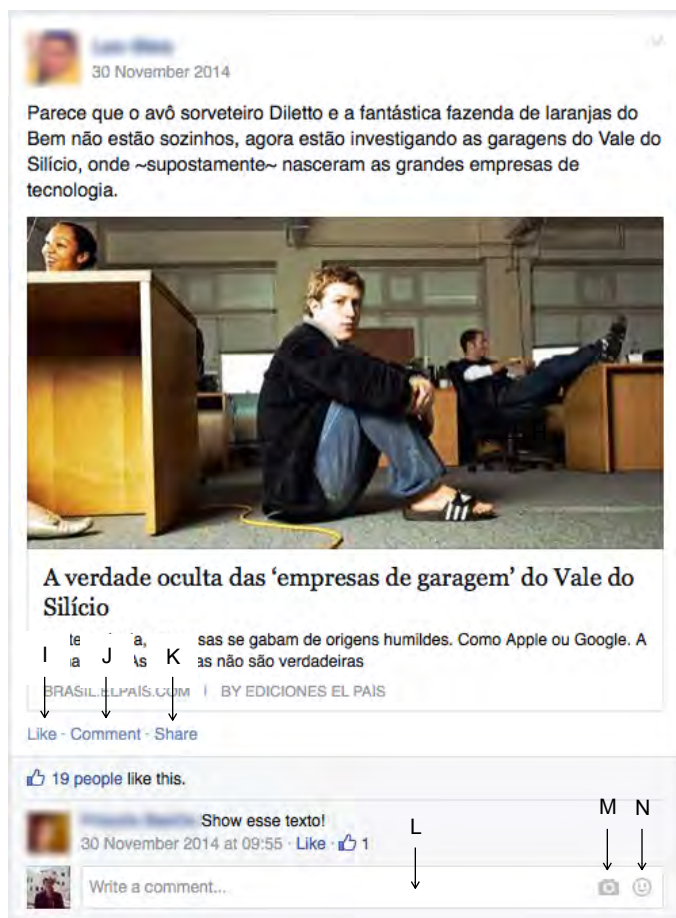 30 November 2014
Parece que o avô sorveteiro Diletto e a fantástica fazenda de laranjas do
Bem não estão sozinhos, agora estão investigando as garagens do Vale do
Silício, onde ~supostamente~ nasceram as grandes empresas de
tecnologia.
A verdade oculta das ‘empresas de garagem’ do Vale do
Silício
se gabam de origens humildes. Como Apple ou Google. A
I J K
não são verdadeiras
BRASIL.ELPAIS.COM | BY EDICIONES EL PAÍS
Like · Comment · Share
19 people like this.
Show esse texto!
L M N
30 November 2014 at 09:55 · Like · 1
Write a comment...